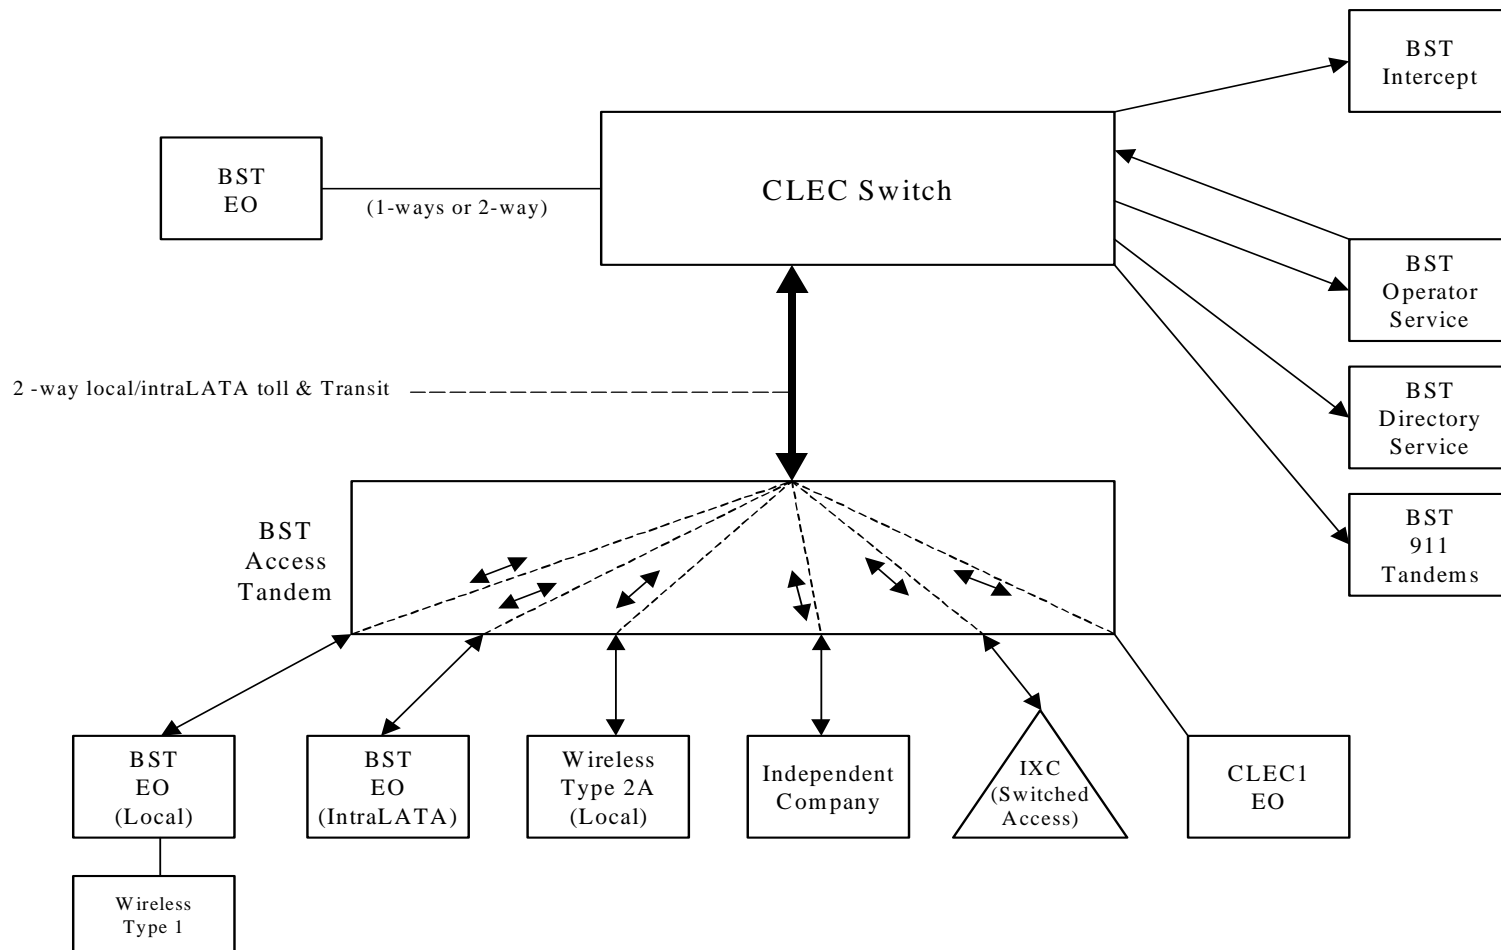 BST
Intercept
BST
EO
(1-ways or 2-way)
CLEC Switch
BST
Operator
Service
2 -way local/intraLATA toll & Transit
BST
Directory
Service
BST
911
Tandems
BST
Access
Tandem
BST
EO
(Local)
BST
EO
(IntraLATA)
Wireless
Type 2A
(Local)
Independent
Company
IXC
(Switched
Access)
CLEC1
EO
Wireless
Type 1